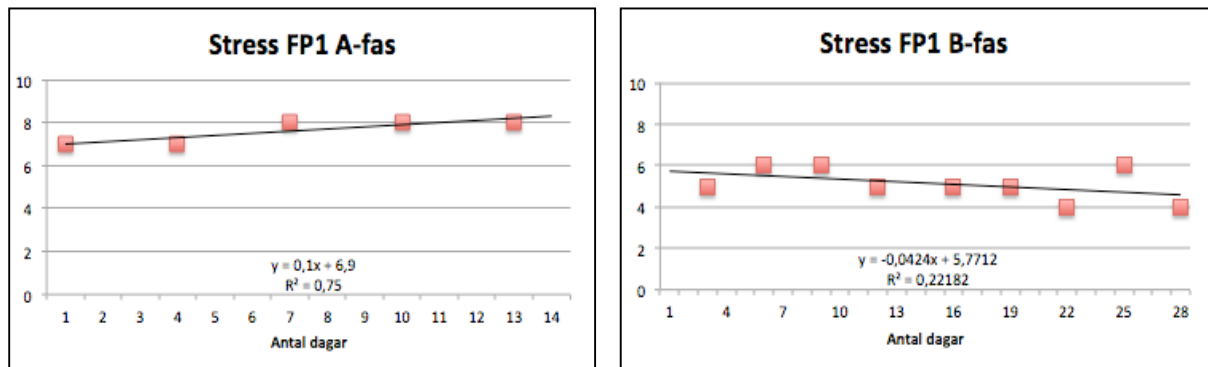 Stress FP1 A-fas
10
8
6
4
2
0
y = 0,1x + 6,9
R² = 0,75
1 2 3 4 5 6 7 8 9 10 11 12 13 14
Antal dagar
Stress FP1 B-fas
10
8
6
4
2
0
y = -0,0424x + 5,7712
R² = 0,22182
1 4 7 10 13 16 19 22 25 28
Antal dagar